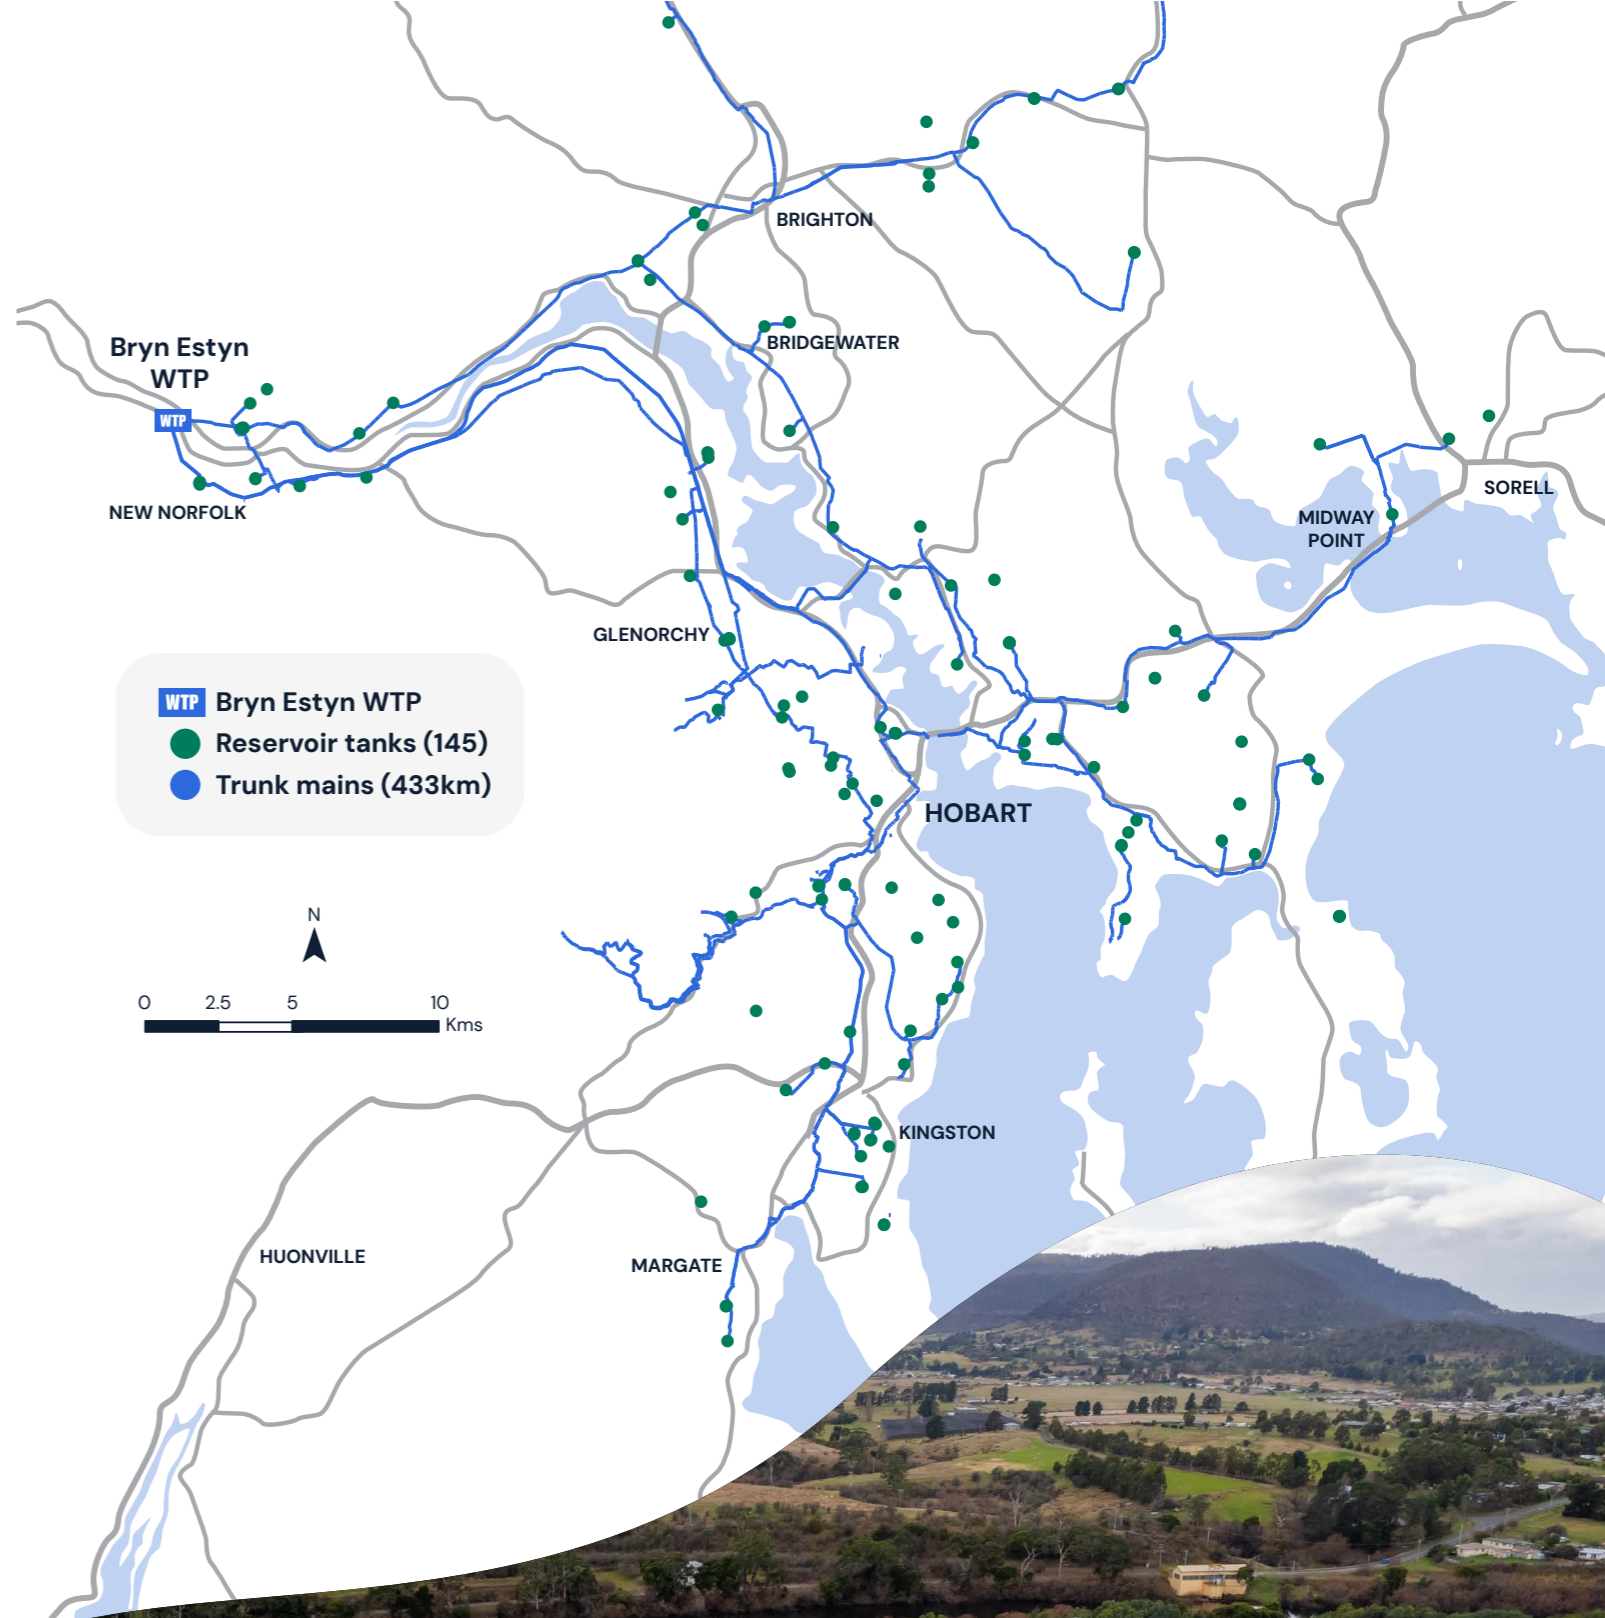 BRIGHTON
Bryn Estyn
WTP
WTP
BRIDGEWATER
NEW NORFOLK
SORELL
MIDWAY
POINT
GLENORCHY
WTP Bryn Estyn WTP
Reservoir tanks (145)
Trunk mains (433km)
HOBART
N
0 2.5 5 10
Kms
KINGSTON
HUONVILLE
MARGATE